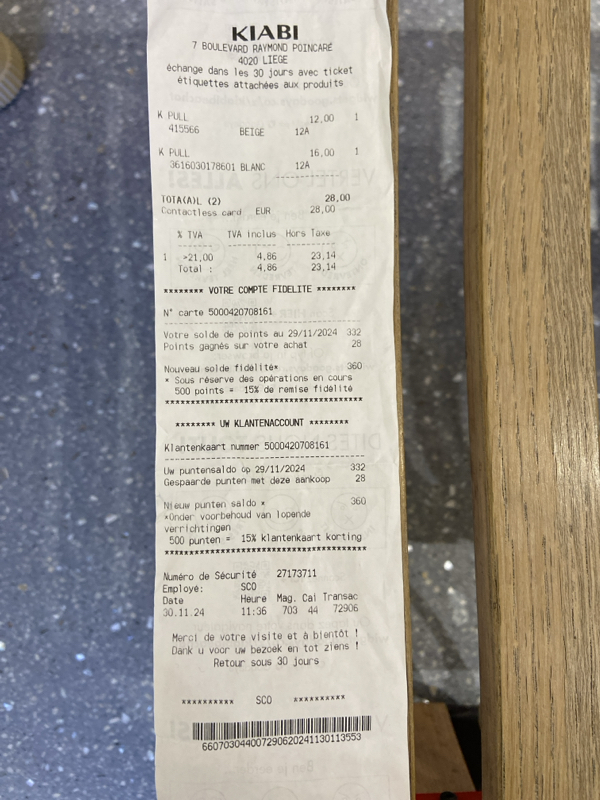 KIABI
7 BOULEVARD RAYMOND POINCARÉ
4020 LIEGE
échange dans les 30 jours avec ticket
étiquettes attachées aux produits
K PULL 12,00 1
415566 BEIGE 12A
K PULL 16,00 1
3616030178601 BLANC 12A
------------
TOTA(A)L (2) 28,00
Contactless card EUR 28,00
% TVA TVA inclus Hors Taxe
1 >21,00 4,86 23,14
Total : 4,86 23,14
******** VOTRE COMPTE FIDELITE ********
N° carte 5000420708161
Votre solde de points au 29/11/2024 332
Points gagnés sur votre achat 28
Nouveau solde fidélité* 360
* Sous réserve des opérations en cours
500 points = 15% de remise fidélité
****************************************
******** UW KLANTENACCOUNT ********
Klantenkaart nummer 5000420708161
Uw puntensaldo op 29/11/2024 332
Gespaarde punten met deze aankoop 28
Nieuw punten saldo * 360
*Onder voorbehoud van lopende
verrichtingen
500 punten = 15% klantenkaart korting
****************************************
Numéro de Sécurité 27173711
Employé: SCO
Date Heure Mag. Cai Transac
30.11.24 11:36 703 44 72906
Merci de votre visite et à bientôt !
Dank u voor uw bezoek en tot ziens !
Retour sous 30 jours
********** SCO **********
66070304400729062024113011 3553